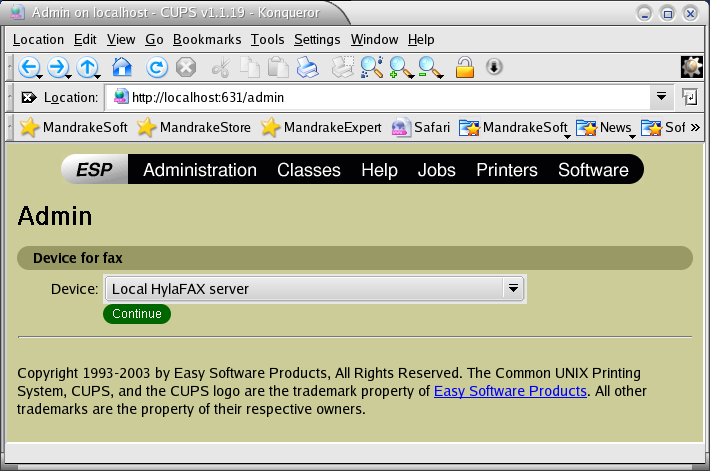 Admin on localhost - CUPS v1.1.19 - Konqueror
Location Edit View Go Bookmarks Tools Settings Window Help
Location: http://localhost:631/admin
MandrakeSoft MandrakeStore MandrakeExpert Safari MandrakeSoft News Sof »
ESP Administration Classes Help Jobs Printers Software
Admin
Device for fax
Device: Local HylaFAX server
Continue
Copyright 1993-2003 by Easy Software Products, All Rights Reserved. The Common UNIX Printing
System, CUPS, and the CUPS logo are the trademark property of Easy Software Products. All other
trademarks are the property of their respective owners.